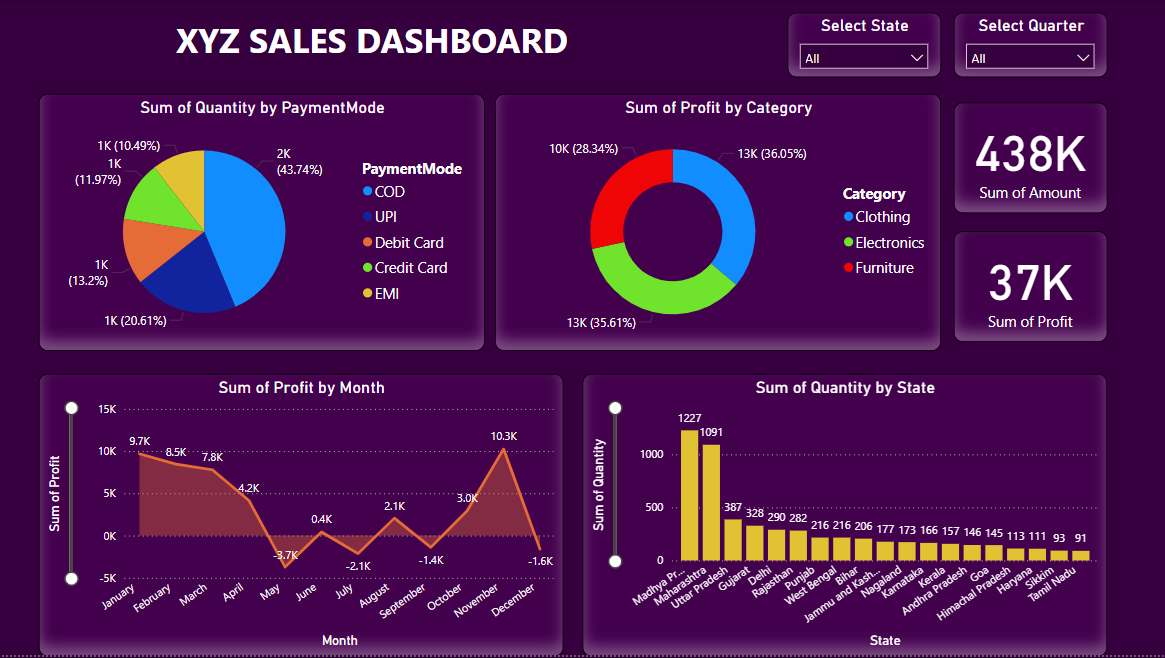 XYZ SALES DASHBOARD
Select State
All
Select Quarter
All
Sum of Quantity by PaymentMode
1K (10.49%)
1K
(11.97%)
1K
(13.2%)
1K (20.61%)
2K
(43.74%)
PaymentMode
COD
UPI
Debit Card
Credit Card
EMI
Sum of Profit by Category
10K (28.34%)
13K (36.05%)
13K (35.61%)
Category
Clothing
Electronics
Furniture
438K
Sum of Amount
37K
Sum of Profit
Sum of Profit by Month
Sum of Profit
15K
10K
5K
0K
-5K
9.7K
8.5K
7.8K
4.2K
-3.7K
0.4K
-2.1K
2.1K
-1.4K
3.0K
10.3K
-1.6K
January
February
March
April
May
June
July
August
September
October
November
December
Month
Sum of Quantity by State
Sum of Quantity
1000
500
0
1227
1091
387
328
290
282
216
216
206
177
173
166
157
146
145
113
111
93
91
Madhya Pr...
Maharashtra
Uttar Pradesh
Gujarat
Delhi
Rajasthan
Punjab
West Bengal
Bihar
Jammu and Kash...
Nagaland
Karnataka
Kerala
Andhra Pradesh
Goa
Himachal Pradesh
Haryana
Sikkim
Tamil Nadu
State